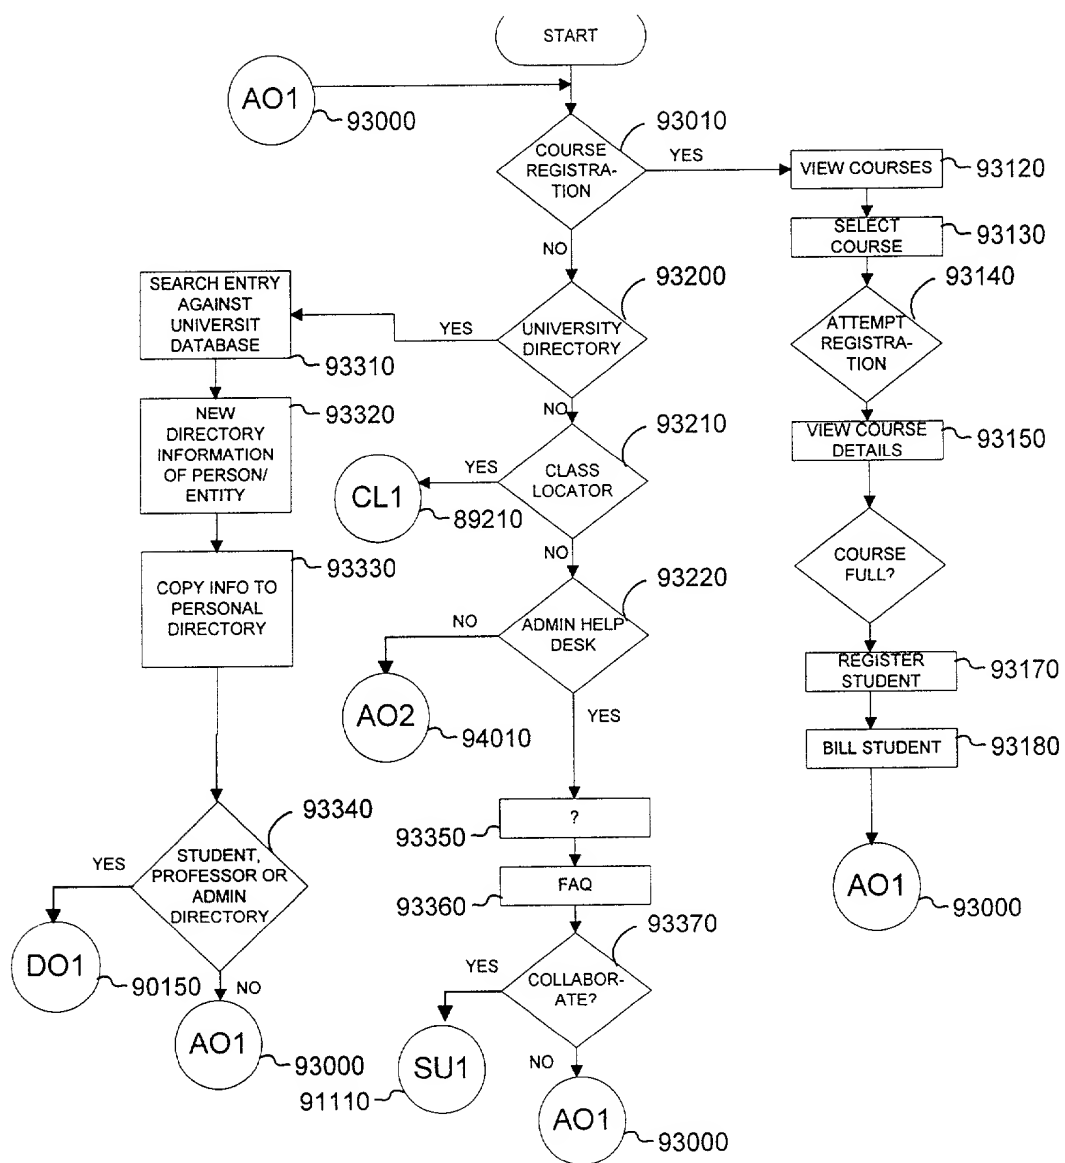 START
AO1
93000
93010
COURSE
REGISTRA-
TION
YES
VIEW COURSES
93120
NO
SELECT
COURSE
93130
SEARCH ENTRY
AGAINST
UNIVERSIT
DATABASE
93310
YES
UNIVERSITY
DIRECTORY
93200
93140
ATTEMPT
REGISTRA-
TION
NEW
DIRECTORY
INFORMATION
OF PERSON/
ENTITY
93320
NO
93210
VIEW COURSE
DETAILS
93150
CL1
89210
YES
CLASS
LOCATOR
NO
COPY INFO TO
PERSONAL
DIRECTORY
93330
93220
COURSE
FULL?
NO
ADMIN HELP
DESK
REGISTER
STUDENT
93170
AO2
94010
YES
BILL STUDENT
93180
93340
YES
STUDENT,
PROFESSOR OR
ADMIN
DIRECTORY
?
93350
FAQ
93360
AO1
93000
93370
DO1
90150
NO
YES
COLLABOR-
ATE?
AO1
93000
SU1
91110
NO
AO1
93000